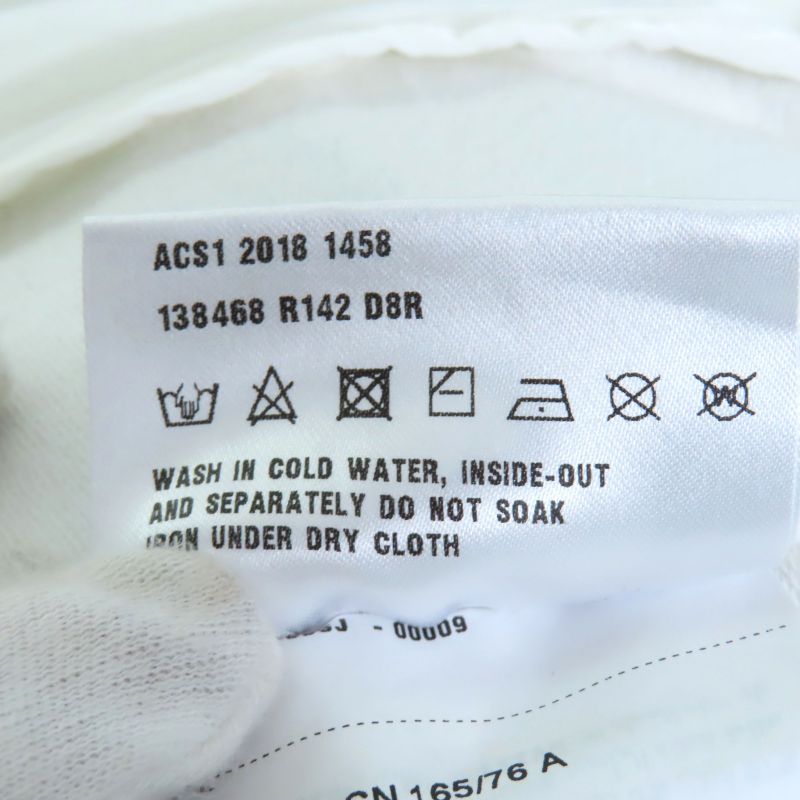 ACS1 2018 1458
138468 R142 D8R
W
WASH IN COLD WATER, INSIDE-OUT
AND SEPARATELY DO NOT SOAK
IRON UNDER DRY CLOTH
- 00009
CN 165/76 A